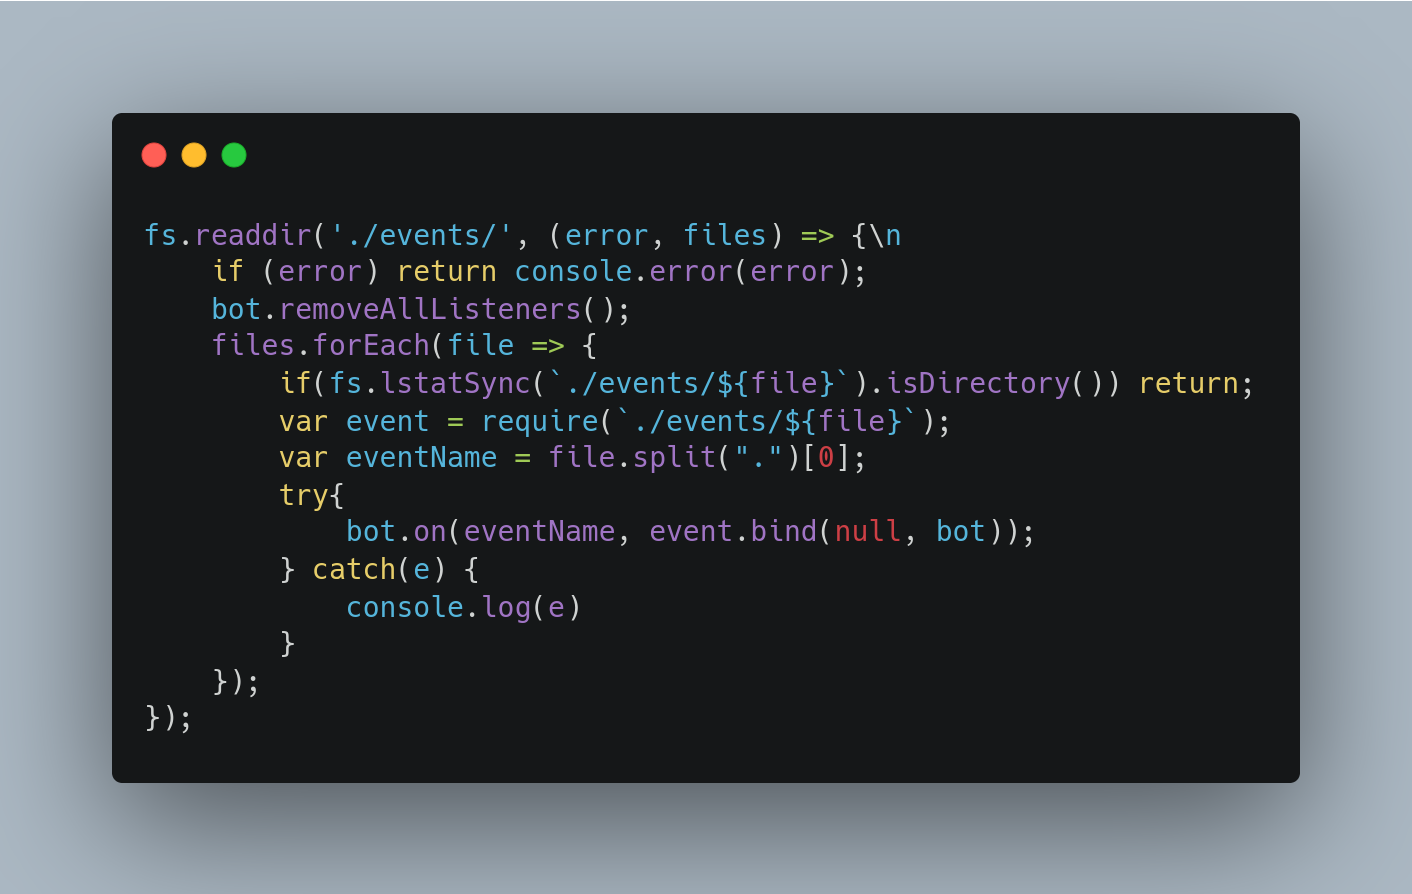 fs.readdir('./events/', (error, files) => {\n
    if (error) return console.error(error);
    bot.removeAllListeners();
    files.forEach(file => {
        if(fs.lstatSync(`./events/${file}`).isDirectory()) return;
        var event = require(`./events/${file}`);
        var eventName = file.split(".")[0];
        try{
            bot.on(eventName, event.bind(null, bot));
        } catch(e) {
            console.log(e)
        }
    });
});